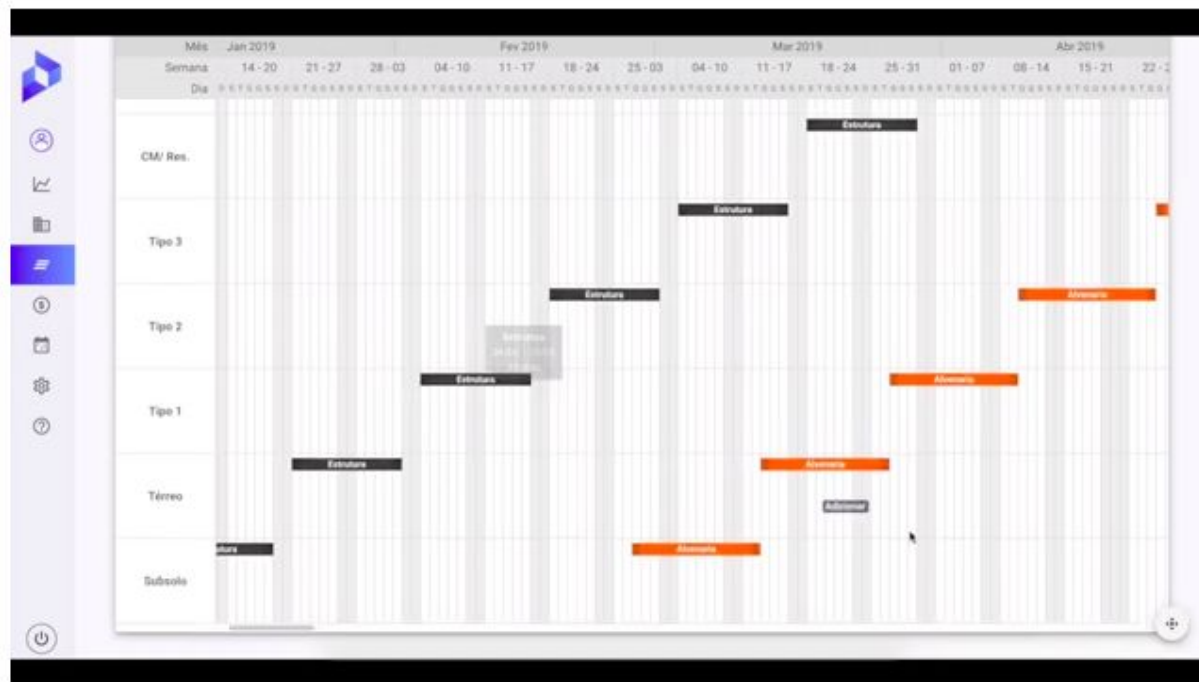 Mês Jan 2019 Fev 2019 Mar 2019 Abr 2019
Semana 14 - 20 21 - 27 28 - 03 04 - 10 11 - 17 18 - 24 25 - 03 04 - 10 11 - 17 18 - 24 25 - 31 01 - 07 08 - 14 15 - 21 22 - 2
Dia
Estrutura
CM/ Res.
Estrutura
Tipo 3
Estrutura Alvenaria
Tipo 2
Estrutura Alvenaria
Tipo 1
Estrutura Alvenaria
Térreo
Adicionar
utura Alvenaria
Subsolo